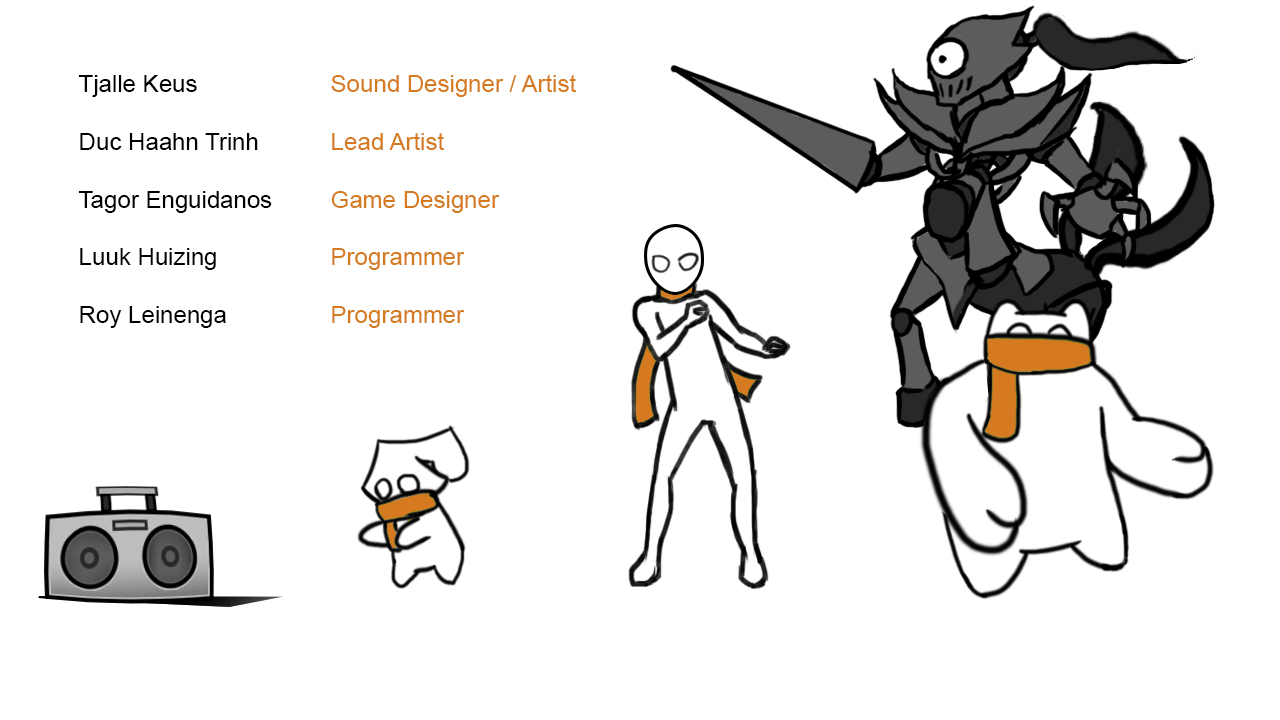 Tjalle Keus Sound Designer / Artist
Duc Haahn Trinh Lead Artist
Tagor Enguidanos Game Designer
Luuk Huizing Programmer
Roy Leinenga Programmer